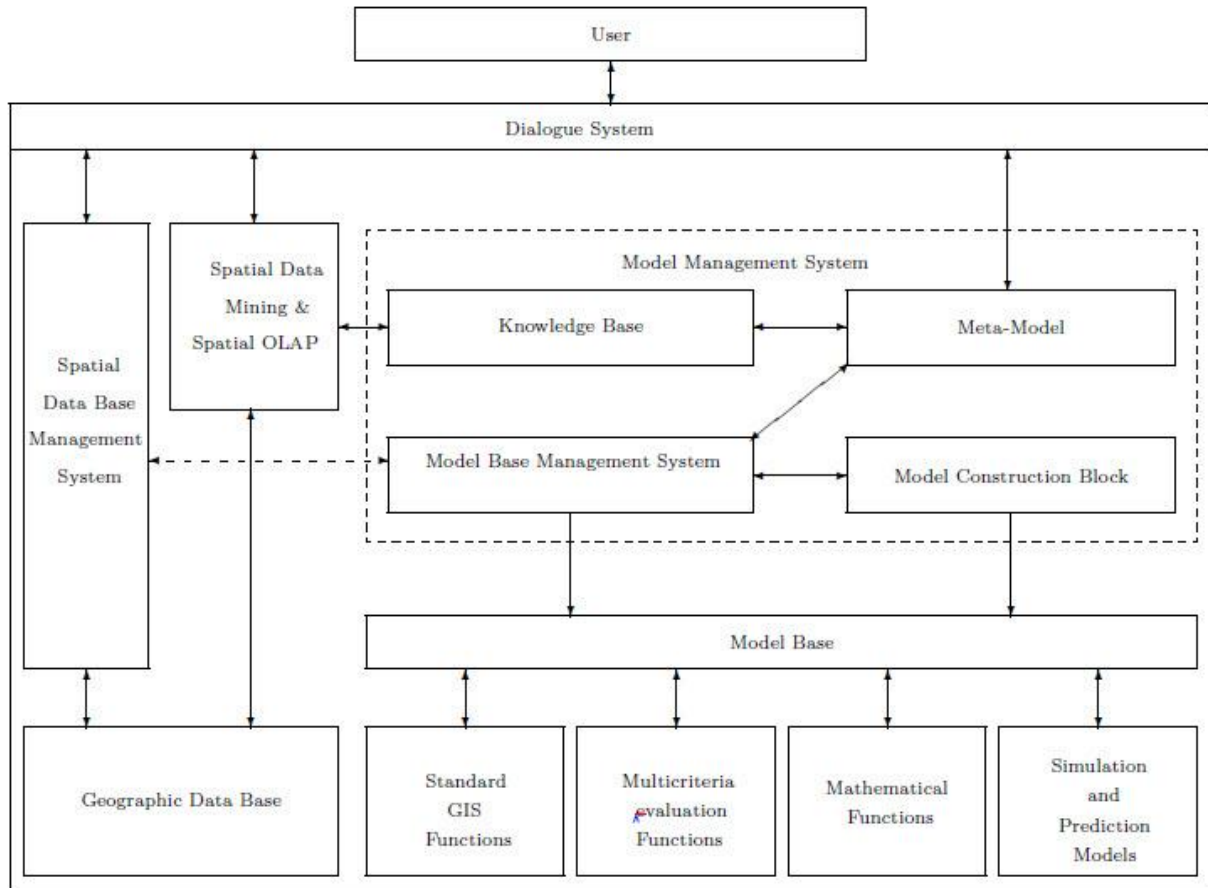 User
Dialogue System
Spatial Data
Mining &
Spatial OLAP
Model Management System
Knowledge Base
Meta-Model
Spatial
Data Base
Management
System
Model Base Management System
Model Construction Block
Model Base
Geographic Data Base
Standard
GIS
Functions
Multicriteria
evaluation
Functions
Mathematical
Functions
Simulation
and
Prediction
Models